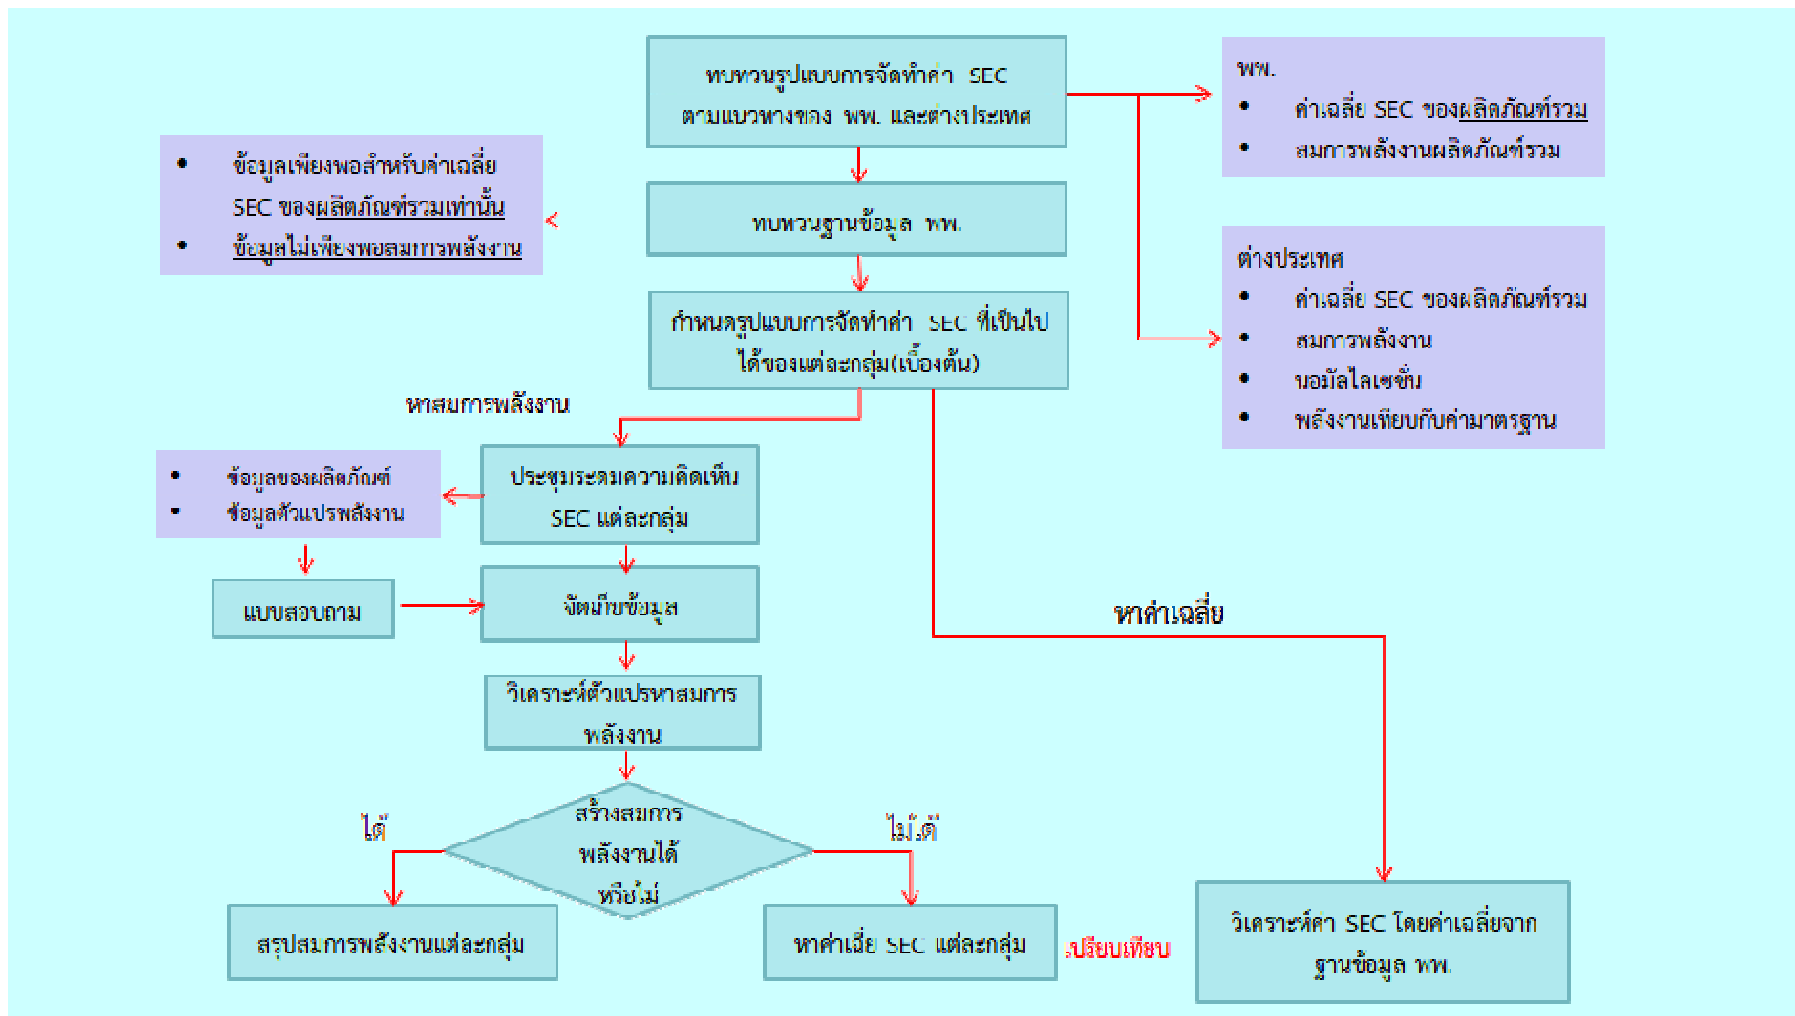 ทบทวนรูปแบบการจัดทำค่า SEC
ตามแนวทางของ พพ. และต่างประเทศ
พพ.
• ค่าเฉลี่ย SEC ของผลิตภัณฑ์รวม
• สมการพลังงานผลิตภัณฑ์รวม
• ข้อมูลเพียงพอสำหรับค่าเฉลี่ย
SEC ของผลิตภัณฑ์รวมเท่านั้น
• ข้อมูลไม่เพียงพอสมการพลังงาน
ทบทวนฐานข้อมูล พพ.
ต่างประเทศ
• ค่าเฉลี่ย SEC ของผลิตภัณฑ์รวม
• สมการพลังงาน
• นอมัลไลเซชั่น
• พลังงานเทียบกับค่ามาตรฐาน
กำหนดรูปแบบการจัดทำค่า SEC ที่เป็นไป
ได้ของแต่ละกลุ่ม(เบื้องต้น)
หาสมการพลังงาน
ประชุมระดมความคิดเห็น
SEC แต่ละกลุ่ม
• ข้อมูลของผลิตภัณฑ์
• ข้อมูลตัวแปรพลังงาน
แบบสอบถาม
จัดเก็บข้อมูล
หาค่าเฉลี่ย
วิเคราะห์ตัวแปรหาสมการ
พลังงาน
สร้างสมการ
พลังงานได้
หรือไม่
ได้
ไม่ได้
สรุปสมการพลังงานแต่ละกลุ่ม
หาค่าเฉี่ย SEC แต่ละกลุ่ม
เปรียบเทียบ
วิเคราะห์ค่า SEC โดยค่าเฉลี่ยจาก
ฐานข้อมูล พพ.